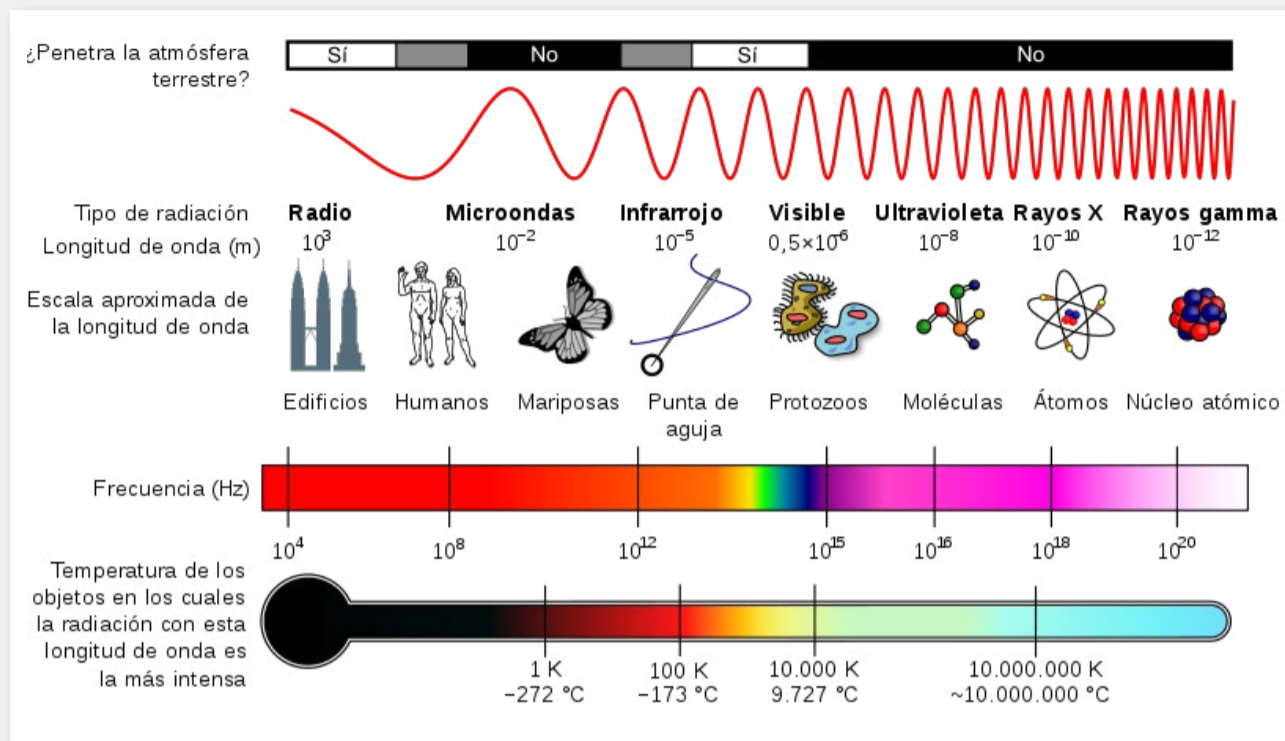 ¿Penetra la atmósfera
terrestre?
Sí No Sí No
Tipo de radiación Radio Microondas Infrarrojo Visible Ultravioleta Rayos X Rayos gamma
Longitud de onda (m) 10³ 10⁻² 10⁻⁵ 0,5×10⁻⁶ 10⁻⁸ 10⁻¹⁰ 10⁻¹²
Escala aproximada de
la longitud de onda
Edificios Humanos Mariposas Punta de Protozoos Moléculas Átomos Núcleo atómico
aguja
Frecuencia (Hz)
10⁴ 10⁸ 10¹² 10¹⁵ 10¹⁶ 10¹⁸ 10²⁰
Temperatura de los
objetos en los cuales
la radiación con esta
longitud de onda es
la más intensa
1 K 100 K 10.000 K 10.000.000 K
−272 °C −173 °C 9.727 °C ~10.000.000 °C